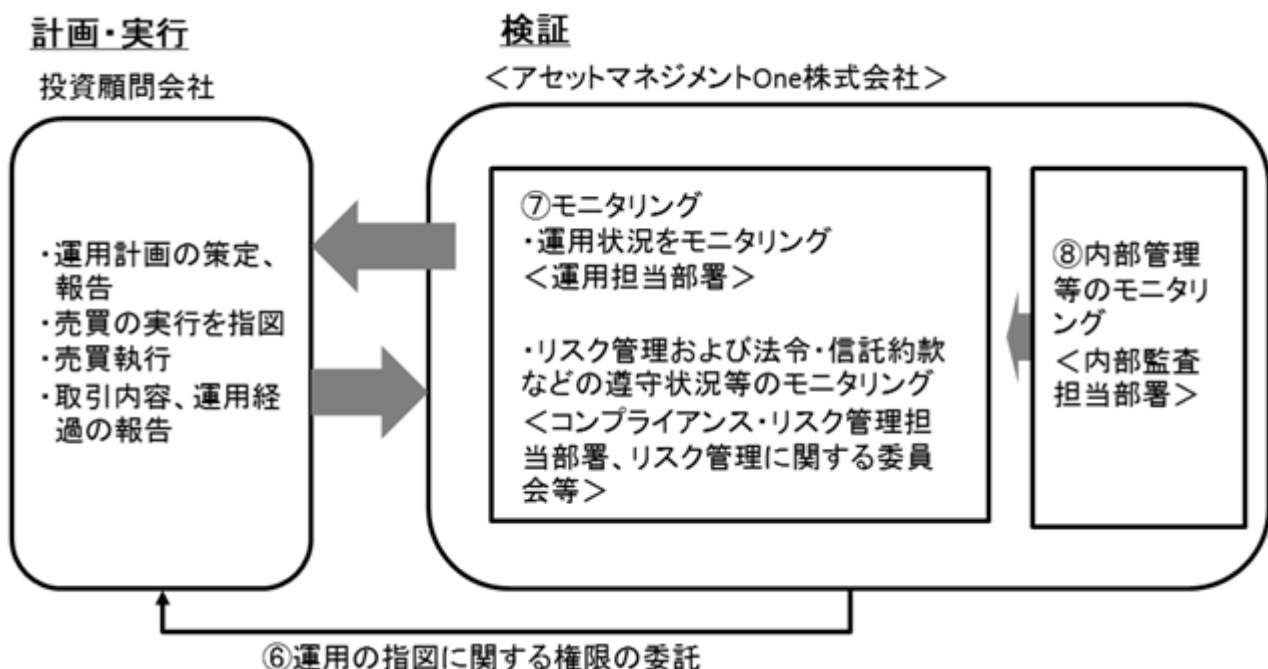 計画・実行
投資顧問会社
・運用計画の策定、
報告
・売買の実行を指図
・売買執行
・取引内容、運用経
過の報告
検証
＜アセットマネジメントOne株式会社＞
⑦モニタリング
・運用状況をモニタリング
＜運用担当部署＞
・リスク管理および法令・信託約款
などの遵守状況等のモニタリング
＜コンプライアンス・リスク管理担
当部署、リスク管理に関する委員
会等＞
⑧内部管理
等のモニタリ
ング
＜内部監査
担当部署＞
⑥運用の指図に関する権限の委託